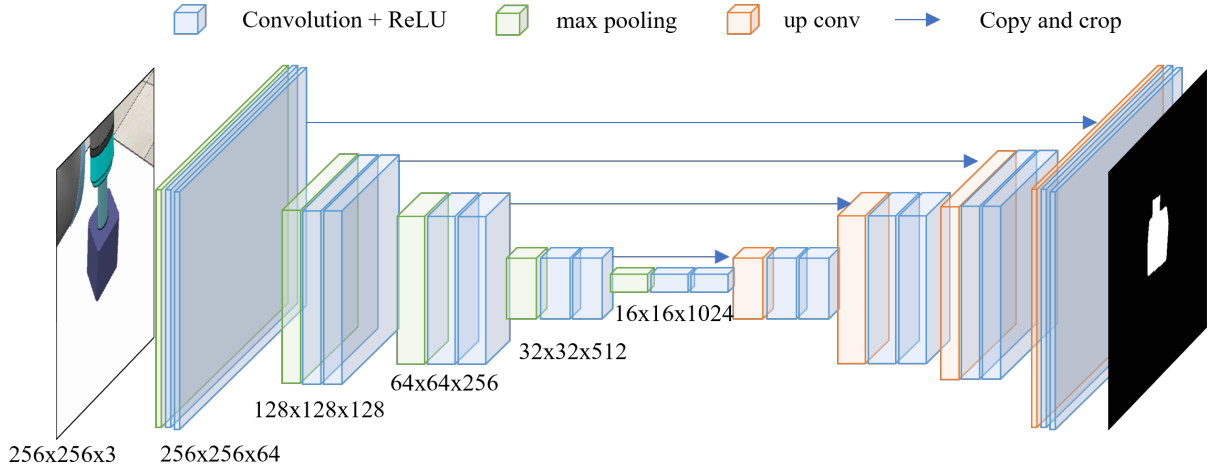 Convolution + ReLU
max pooling
up conv
Copy and crop
16x16x1024
32x32x512
64x64x256
128x128x128
256x256x3
256x256x64